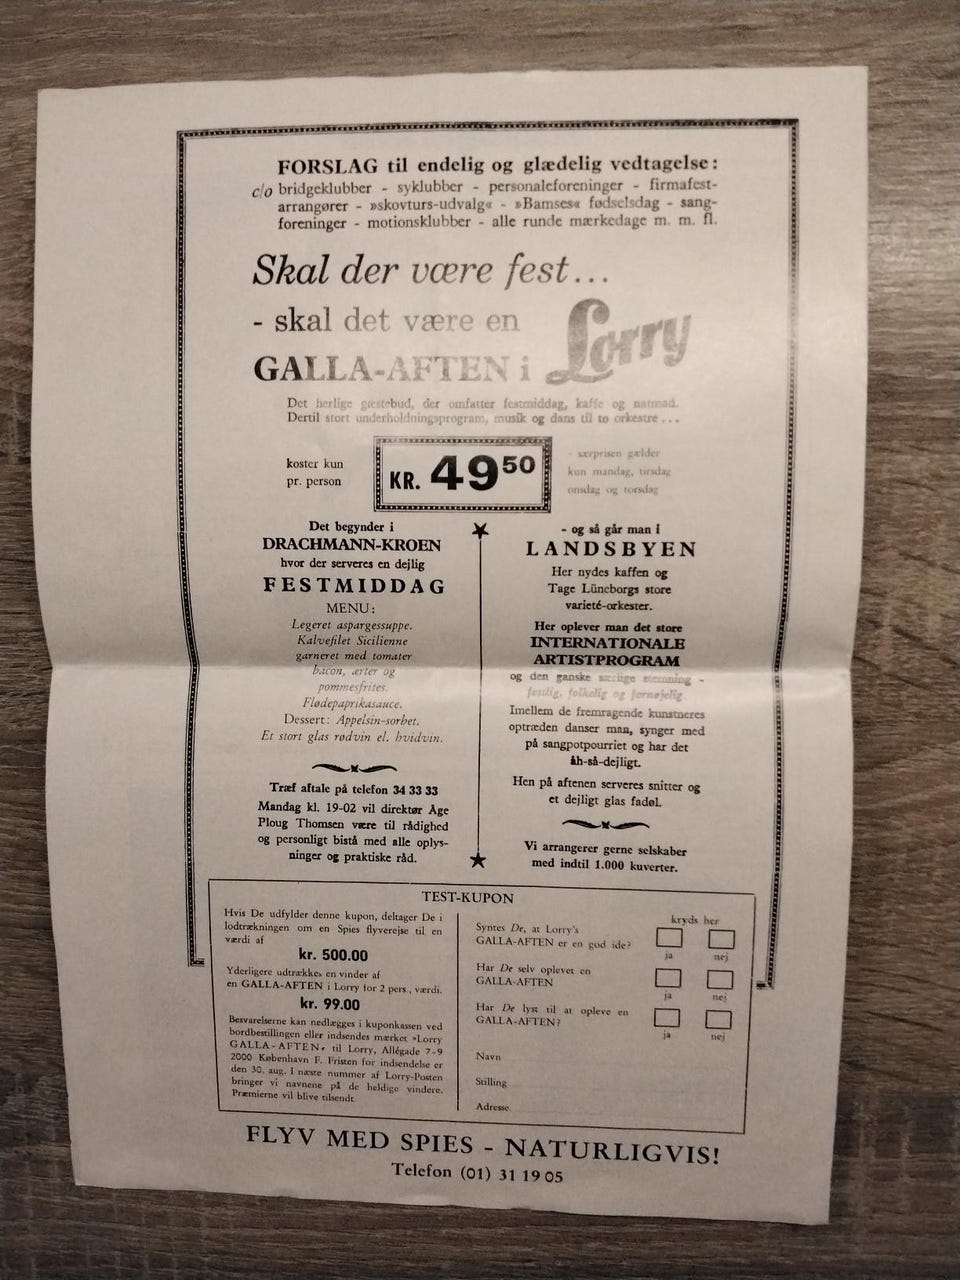 FORSLAG til endelig og glædelig vedtagelse:
c/o bridgeklubber - syklubber - personaleforeninger - firmafest-
arrangører - »skovturs-udvalg« - »Bamses« fødselsdag - sang-
foreninger - motionsklubber - alle runde mærkedage m. m. fl.
Skal der være fest...
- skal det være en
GALLA-AFTEN i Lorry
Det herlige gæstebud, der omfatter festmiddag, kaffe og natmad.
Dertil stort underholdningsprogram, musik og dans til to orkestre...
koster kun
pr. person
KR. 49⁵⁰
- særprisen gælder
kun mandag, tirsdag
onsdag og torsdag
Det begynder i
DRACHMANN-KROEN
hvor der serveres en dejlig
FESTMIDDAG
MENU:
Legeret aspargessuppe.
Kalvefilet Sicilienne
garneret med tomater
bacon, ærter og
pommesfrites.
Flødepaprikasauce.
Dessert: Appelsin-sorbet.
Et stort glas rødvin el. hvidvin.
Træf aftale på telefon 34 33 33
Mandag kl. 19-02 vil direktør Åge
Ploug Thomsen være til rådighed
og personligt bistå med alle oplys-
ninger og praktiske råd.
- og så går man i
LANDSBYEN
Her nydes kaffen og
Tage Lüneborgs store
varieté-orkester.
Her oplever man det store
INTERNATIONALE
ARTISTPROGRAM
og den ganske særlige stemning -
festlig, folkelig og fornøjelig.
Imellem de fremragende kunstneres
optræden danser man, synger med
på sangpotpourriet og har det
åh-så-dejligt.
Hen på aftenen serveres snitter og
et dejligt glas fadøl.
Vi arrangerer gerne selskaber
med indtil 1.000 kuverter.
TEST-KUPON
Hvis De udfylder denne kupon, deltager De i
lodtrækningen om en Spies flyverejse til en
værdi af
kr. 500.00
Yderligere udtrækkes en vinder af
en GALLA-AFTEN i Lorry for 2 pers., værdi.
kr. 99.00
Besvarelserne kan nedlægges i kuponkassen ved
bordbestillingen eller indsendes mærket »Lorry
GALLA-AFTEN« til Lorry, Allégade 7-9
2000 København F. Fristen for indsendelse er
den 30. aug. I næste nummer af Lorry-Posten
bringer vi navnene på de heldige vindere.
Præmierne vil blive tilsendt.
kryds her
Syntes De, at Lorry's
GALLA-AFTEN er en god ide?
ja nej
Har De selv oplevet en
GALLA-AFTEN
ja nej
Har De lyst til at opleve en
GALLA-AFTEN?
ja nej
Navn
Stilling
Adresse
FLYV MED SPIES - NATURLIGVIS!
Telefon (01) 31 19 05